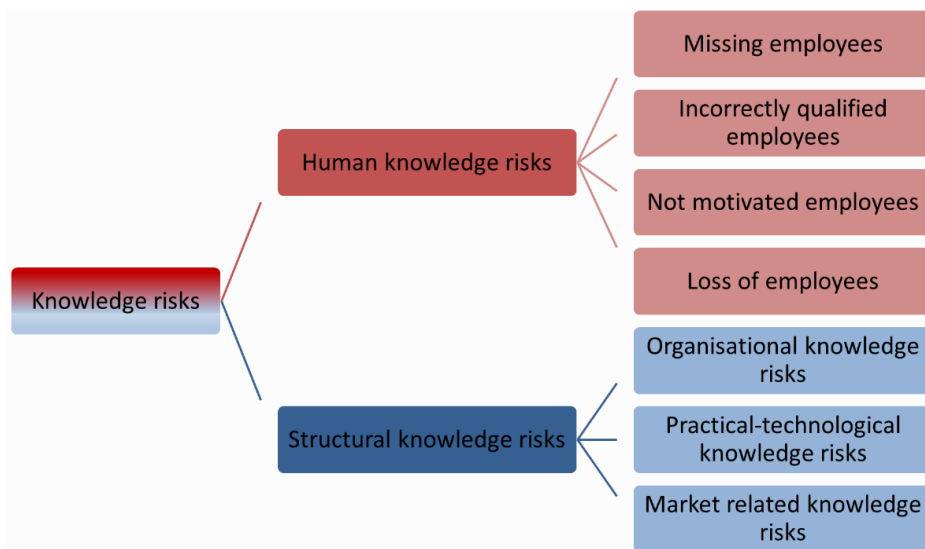 Missing employees
Incorrectly qualified
employees
Human knowledge risks
Not motivated employees
Loss of employees
Knowledge risks
Organisational knowledge
risks
Structural knowledge risks
Practical-technological
knowledge risks
Market related knowledge
risks